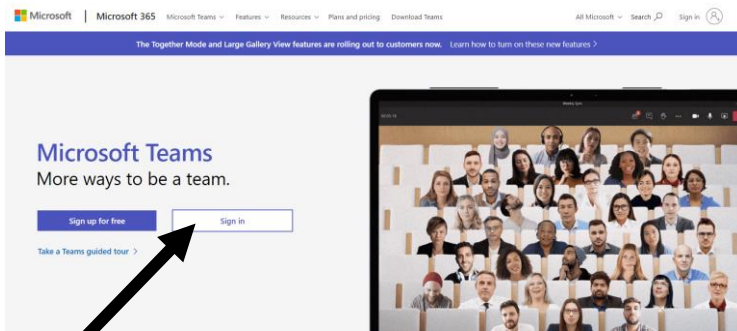 Microsoft Microsoft 365 Microsoft Teams Features Resources Plans and pricing Download Teams All Microsoft Search Sign in
The Together Mode and Large Gallery View features are rolling out to customers now. Learn how to turn on these new features >
Weekly Sync
Microsoft Teams
More ways to be a team.
Sign up for free Sign in
Take a Teams guided tour >